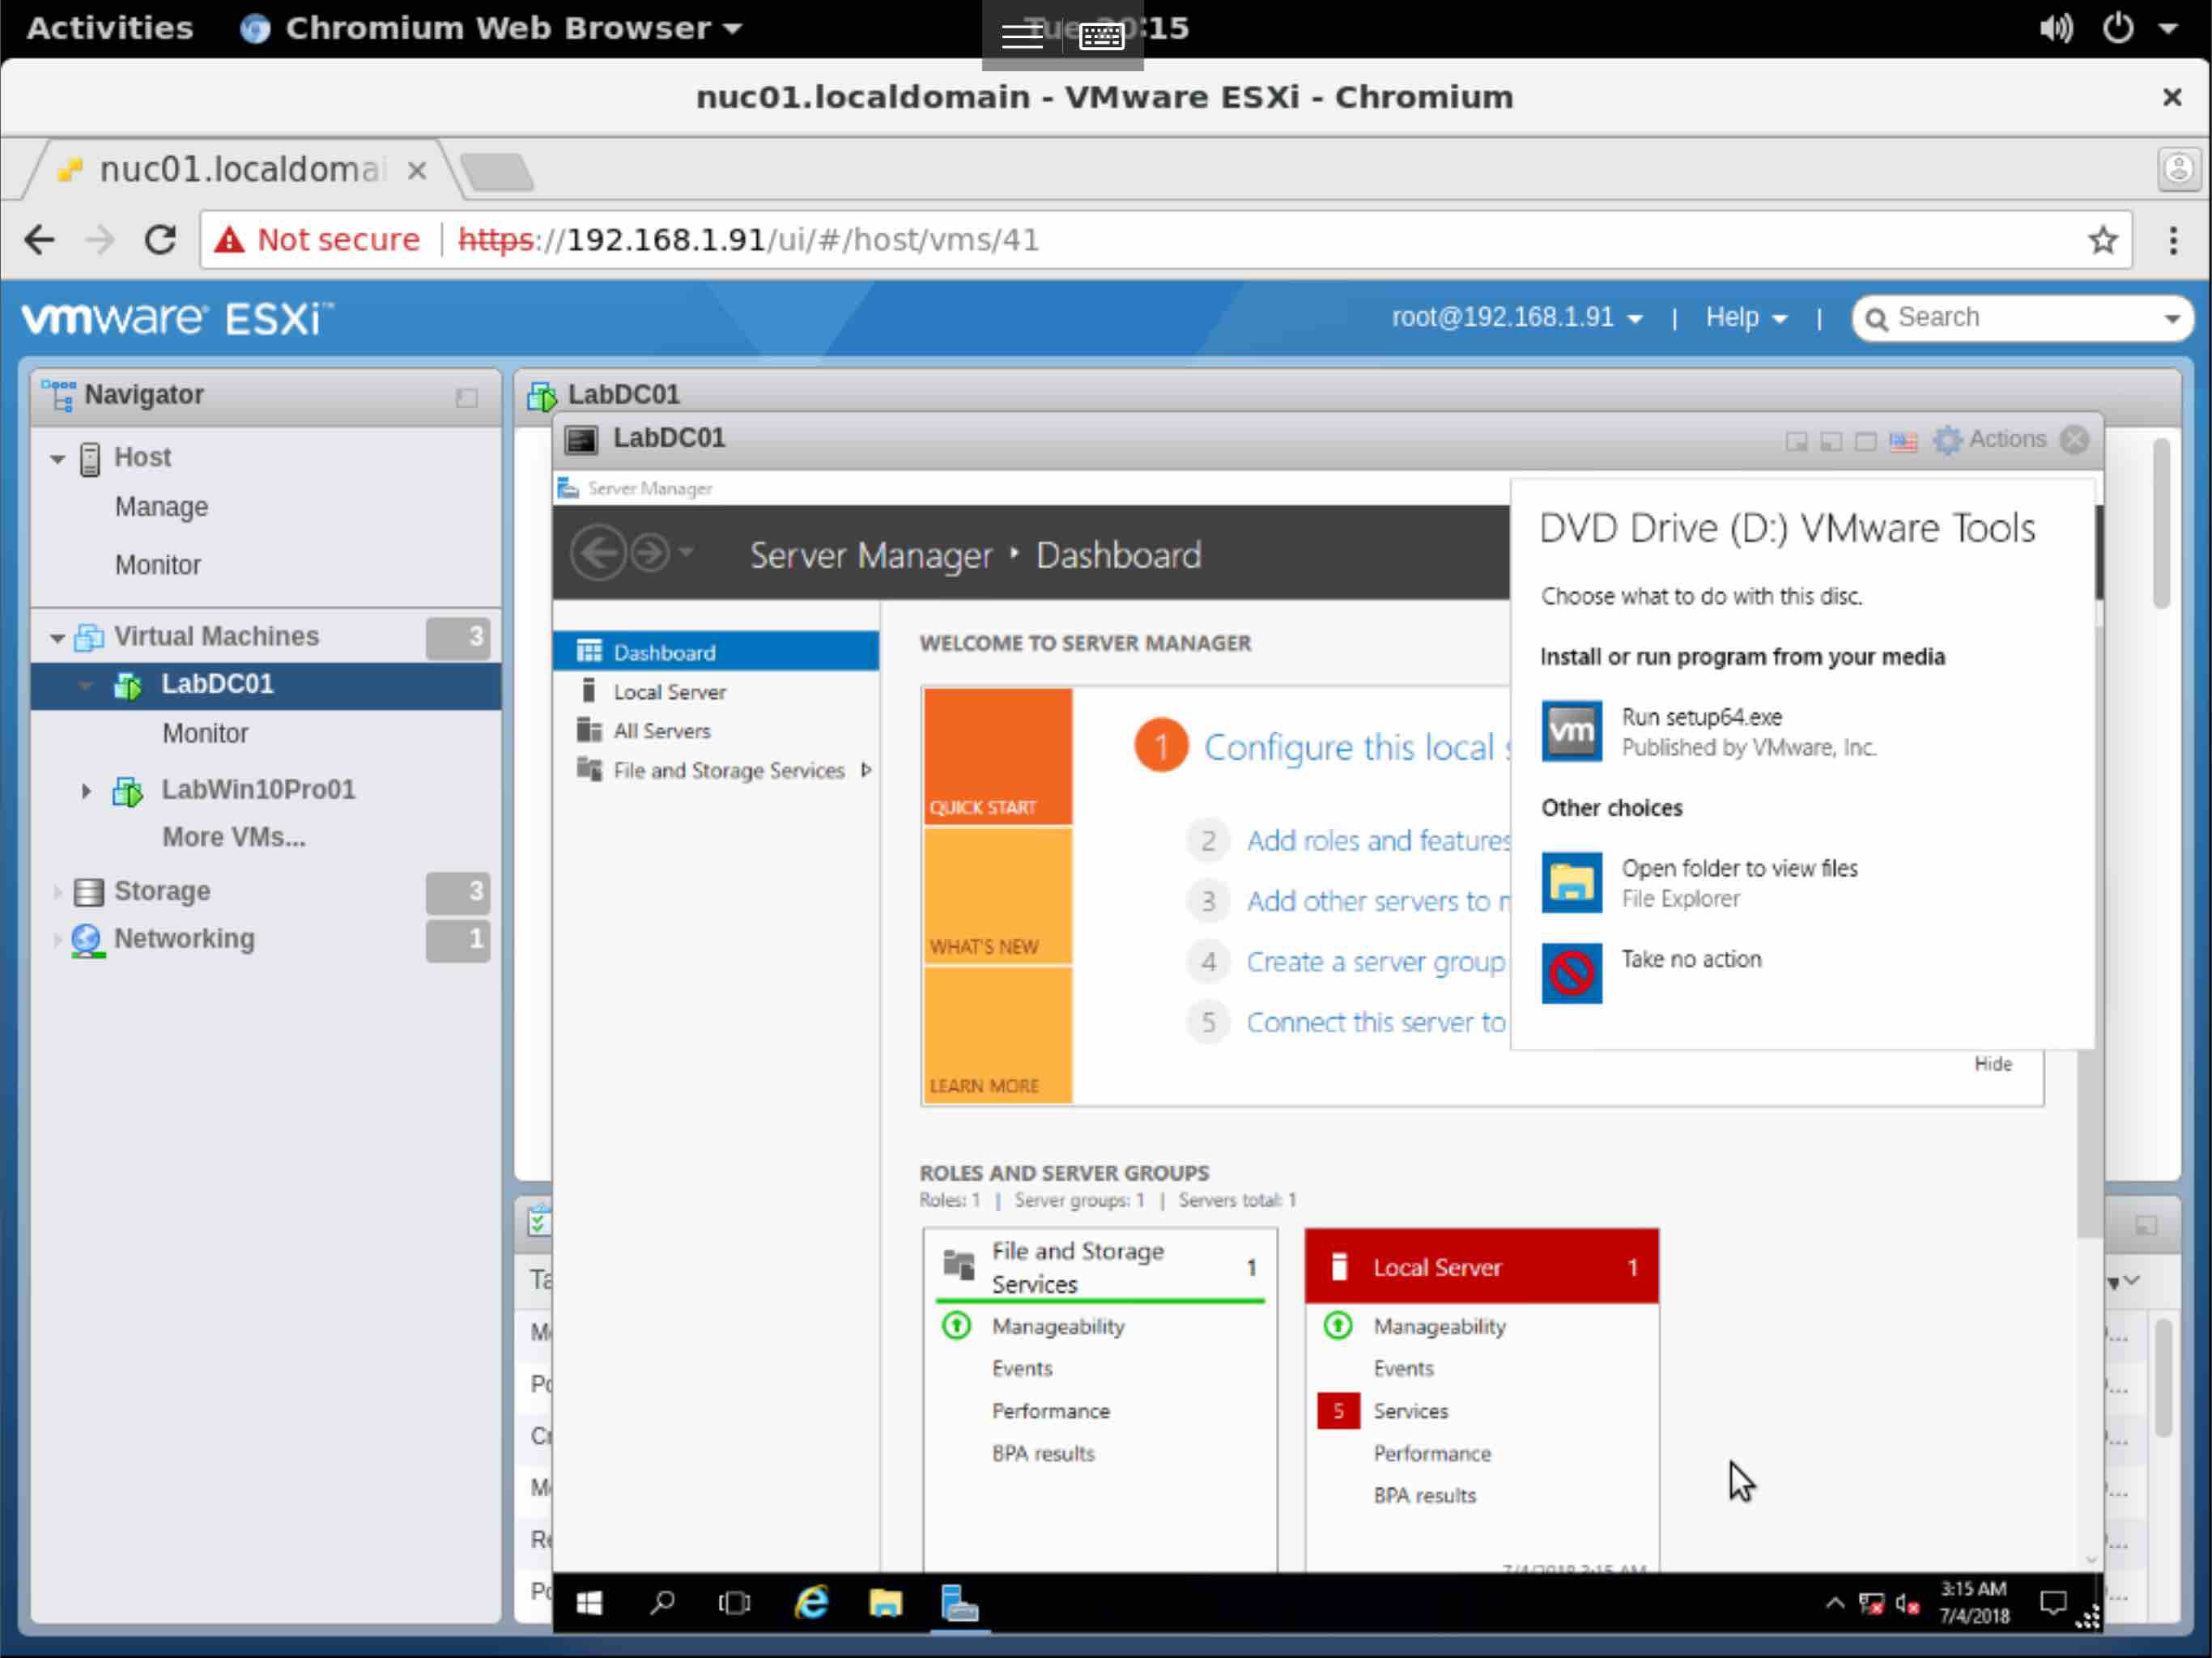 Activities
Chromium Web Browser
nuc01.localdomain - VMware ESXi - Chromium
nuc01.localdomai
Not secure
https://192.168.1.91/ui/#/host/vms/41
vmware ESXi™
root@192.168.1.91
|
Help
|
Search
Navigator
Host
Manage
Monitor
Virtual Machines 3
LabDC01
Monitor
LabWin10Pro01
More VMs...
Storage 3
Networking 1
LabDC01
LabDC01
Actions
Server Manager
Server Manager • Dashboard
Dashboard
Local Server
All Servers
File and Storage Services
WELCOME TO SERVER MANAGER
QUICK START
WHAT'S NEW
LEARN MORE
1 Configure this local
2 Add roles and features
3 Add other servers to
4 Create a server group
5 Connect this server to
Hide
DVD Drive (D:) VMware Tools
Choose what to do with this disc.
Install or run program from your media
vm
Run setup64.exe
Published by VMware, Inc.
Other choices
Open folder to view files
File Explorer
Take no action
ROLES AND SERVER GROUPS
Roles: 1 | Server groups: 1 | Servers total: 1
File and Storage
Services
1
Manageability
Events
Performance
BPA results
Local Server 1
Manageability
Events
5 Services
Performance
BPA results
3:15 AM
7/4/2018